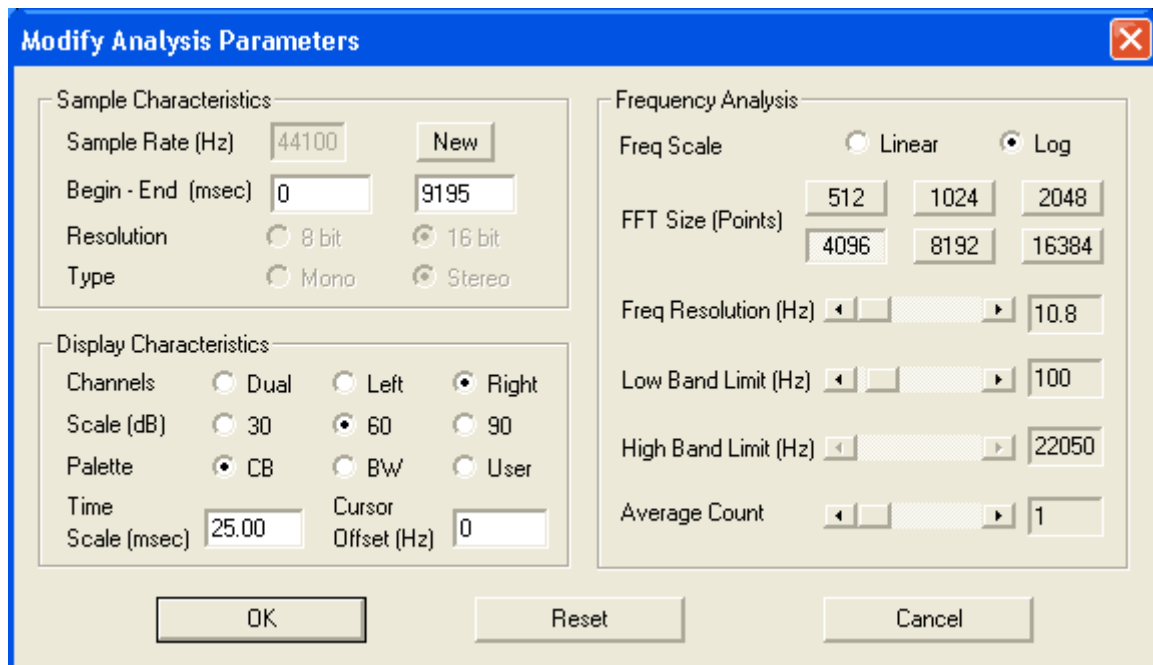 Modify Analysis Parameters
Sample Characteristics
Sample Rate (Hz) 44100 New
Begin - End (msec) 0 9195
Resolution 8 bit 16 bit
Type Mono Stereo
Display Characteristics
Channels Dual Left Right
Scale (dB) 30 60 90
Palette CB BW User
Time Scale (msec) 25.00 Cursor Offset (Hz) 0
Frequency Analysis
Freq Scale Linear Log
FFT Size (Points)
512 1024 2048
4096 8192 16384
Freq Resolution (Hz) 10.8
Low Band Limit (Hz) 100
High Band Limit (Hz) 22050
Average Count 1
OK Reset Cancel